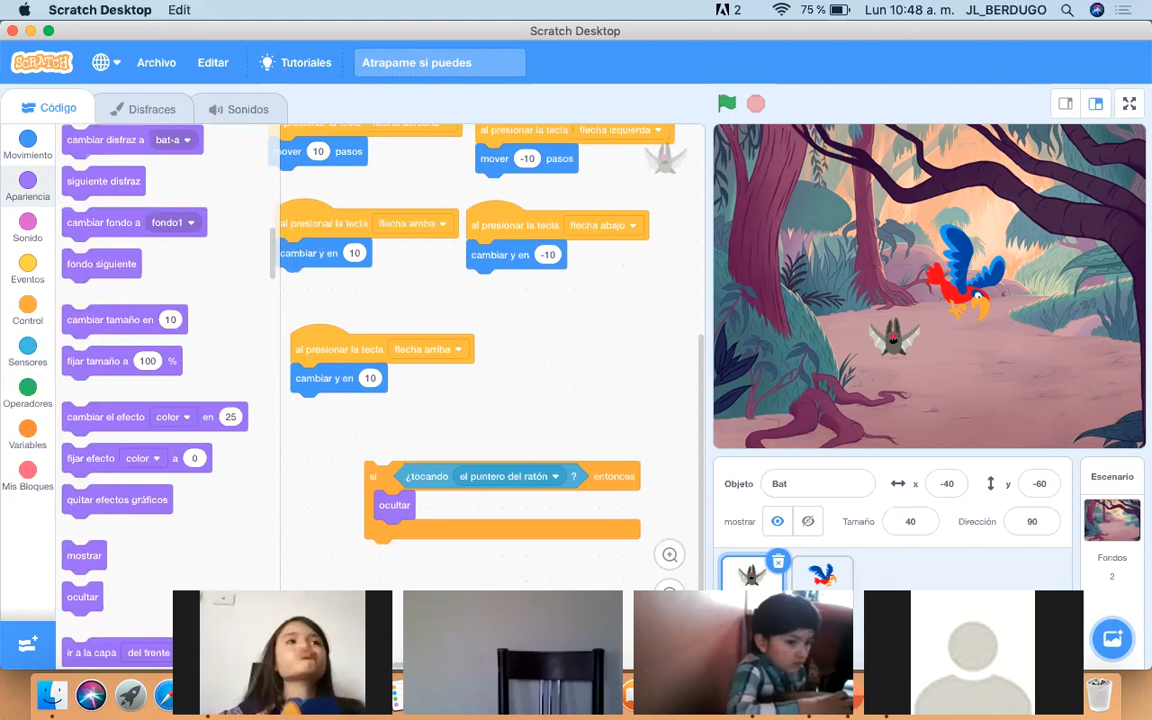 Scratch Desktop Edit 2 75 % Lun 10:48 a. m. JL_BERDUGO
Scratch Desktop
SCRATCH Archivo Editar Tutoriales Atrapame si puedes
Código Disfraces Sonidos
Movimiento
Apariencia
Sonido
Eventos
Control
Sensores
Operadores
Variables
Mis Bloques
cambiar disfraz a bat-a
siguiente disfraz
cambiar fondo a fondo1
fondo siguiente
cambiar tamaño en 10
fijar tamaño a 100 %
cambiar el efecto color en 25
fijar efecto color a 0
quitar efectos gráficos
mostrar
ocultar
ir a la capa del frente
mover 10 pasos
al presionar la tecla flecha izquierda
mover -10 pasos
al presionar la tecla flecha arriba
cambiar y en 10
al presionar la tecla flecha abajo
cambiar y en -10
al presionar la tecla flecha arriba
cambiar y en 10
si ¿tocando el puntero del ratón ? entonces
ocultar
Objeto Bat x -40 y -60
mostrar Tamaño 40 Dirección 90
Escenario
Fondos
2